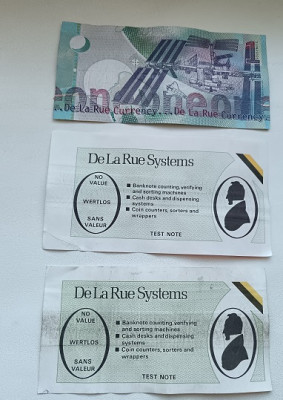 De La Rue Currency...De La Rue Currency...
De La Rue Systems
NO
VALUE
WERTLOS
SANS
VALEUR
■ Banknote counting, verifying
and sorting machines
■ Cash desks and dispensing
systems
■ Coin counters, sorters and
wrappers
TEST NOTE
De La Rue Systems
NO
VALUE
WERTLOS
SANS
VALEUR
■ Banknote counting, verifying
and sorting machines
■ Cash desks and dispensing
systems
■ Coin counters, sorters and
wrappers
TEST NOTE